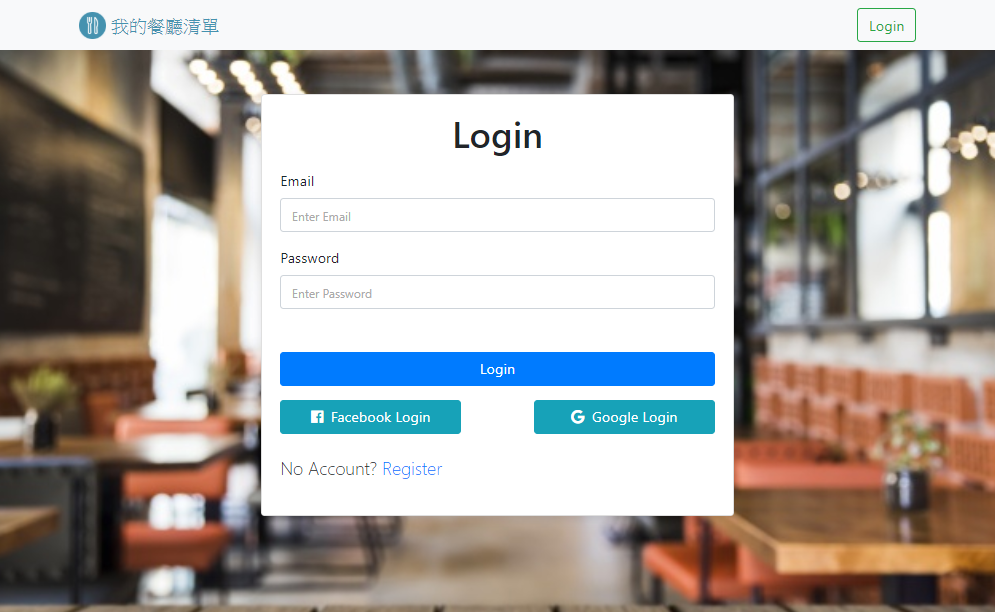 我的餐廳清單
Login
Login
Email
Enter Email
Password
Enter Password
Login
Facebook Login
Google Login
No Account? Register